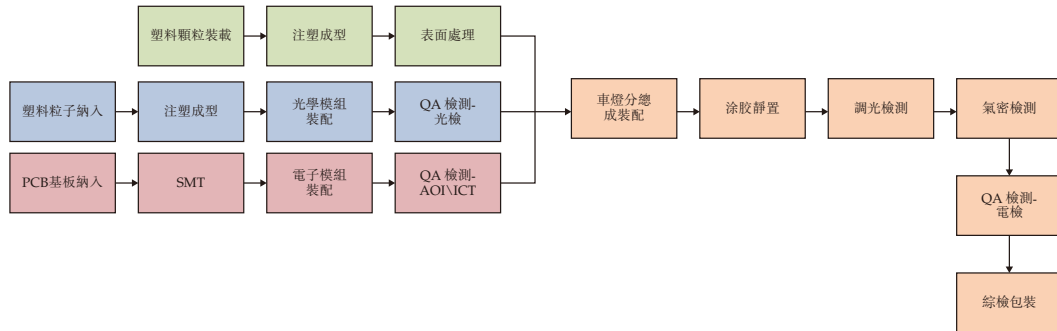 塑料顆粒裝載
注塑成型
表面處理
塑料粒子納入
注塑成型
光學模組
裝配
QA 檢測-
光檢
車燈分總
成裝配
涂胶靜置
調光檢測
氣密檢測
PCB基板納入
SMT
電子模組
裝配
QA 檢測-
AOI\ICT
QA 檢測-
電檢
綜檢包裝